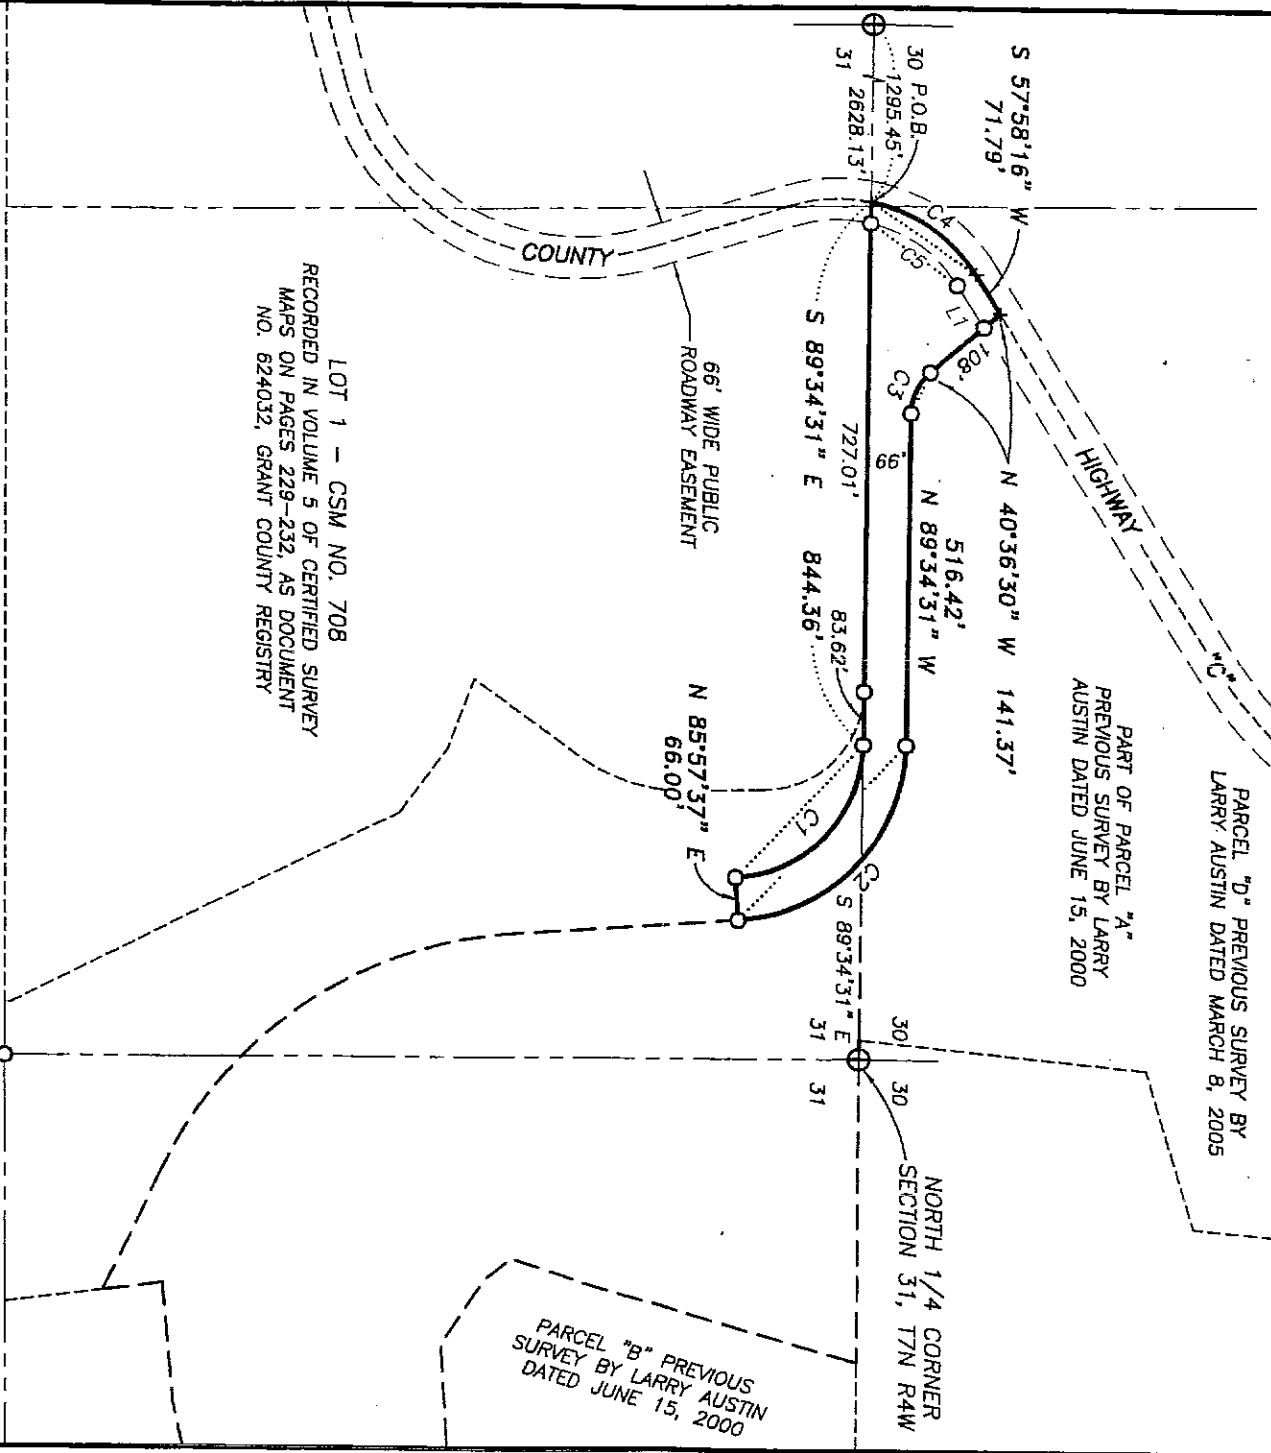 PARCEL "D" PREVIOUS SURVEY BY
LARRY AUSTIN DATED MARCH 8, 2005
"C"
HIGHWAY
PART OF PARCEL "A"
PREVIOUS SURVEY BY LARRY
AUSTIN DATED JUNE 15, 2000
S 57°58'16" W
71.79'
N 40°36'30" W 141.37'
C4
L1
108'
C5
C3
30 P.O.B.
1295.45'
31 2628.13'
516.42'
N 89°34'31" W
66'
727.01'
S 89°34'31" E 844.36'
83.62'
C2
S 89°34'31" E
30
31
30
31
NORTH 1/4 CORNER
SECTION 31, T7N R4W
C1
N 85°57'37" E
66.00'
66' WIDE PUBLIC
ROADWAY EASEMENT
COUNTY
PARCEL "B" PREVIOUS
SURVEY BY LARRY AUSTIN
DATED JUNE 15, 2000
LOT 1 – CSM NO. 708
RECORDED IN VOLUME 5 OF CERTIFIED SURVEY
MAPS ON PAGES 229-232, AS DOCUMENT
NO. 624032, GRANT COUNTY REGISTRY